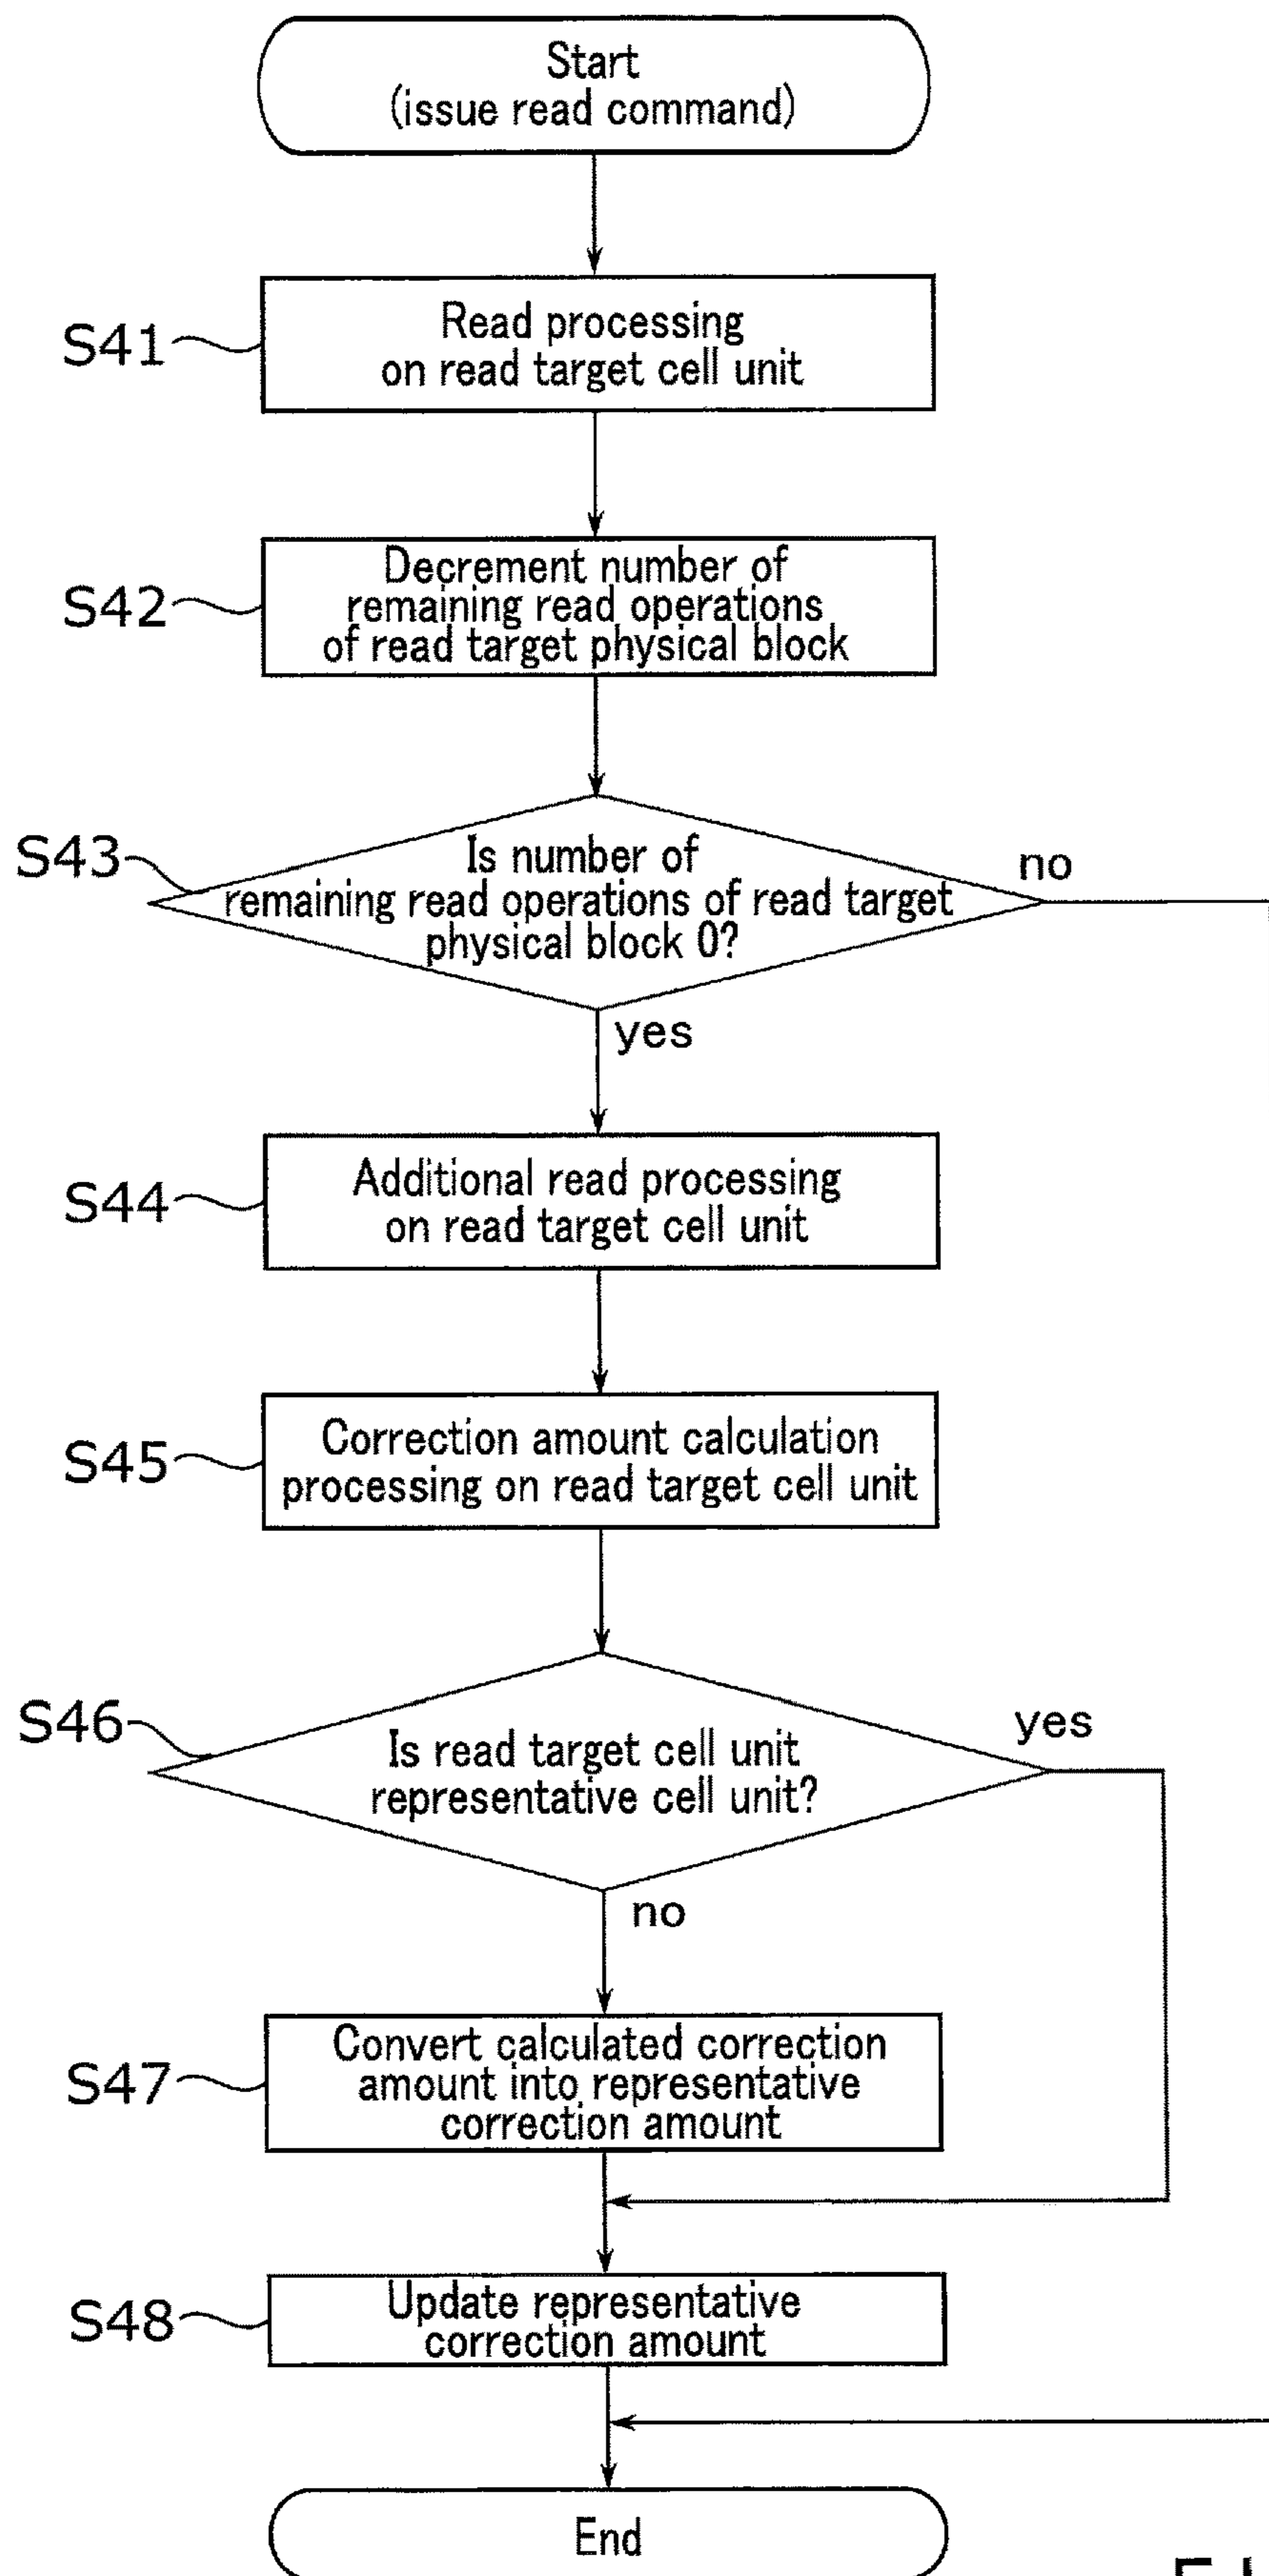 Start
(issue read command)
S41
Read processing
on read target cell unit
S42
Decrement number of
remaining read operations
of read target physical block
S43
Is number of
remaining read operations of read target
physical block 0?
no
yes
S44
Additional read processing
on read target cell unit
S45
Correction amount calculation
processing on read target cell unit
S46
Is read target cell unit
representative cell unit?
yes
no
S47
Convert calculated correction
amount into representative
correction amount
S48
Update representative
correction amount
End